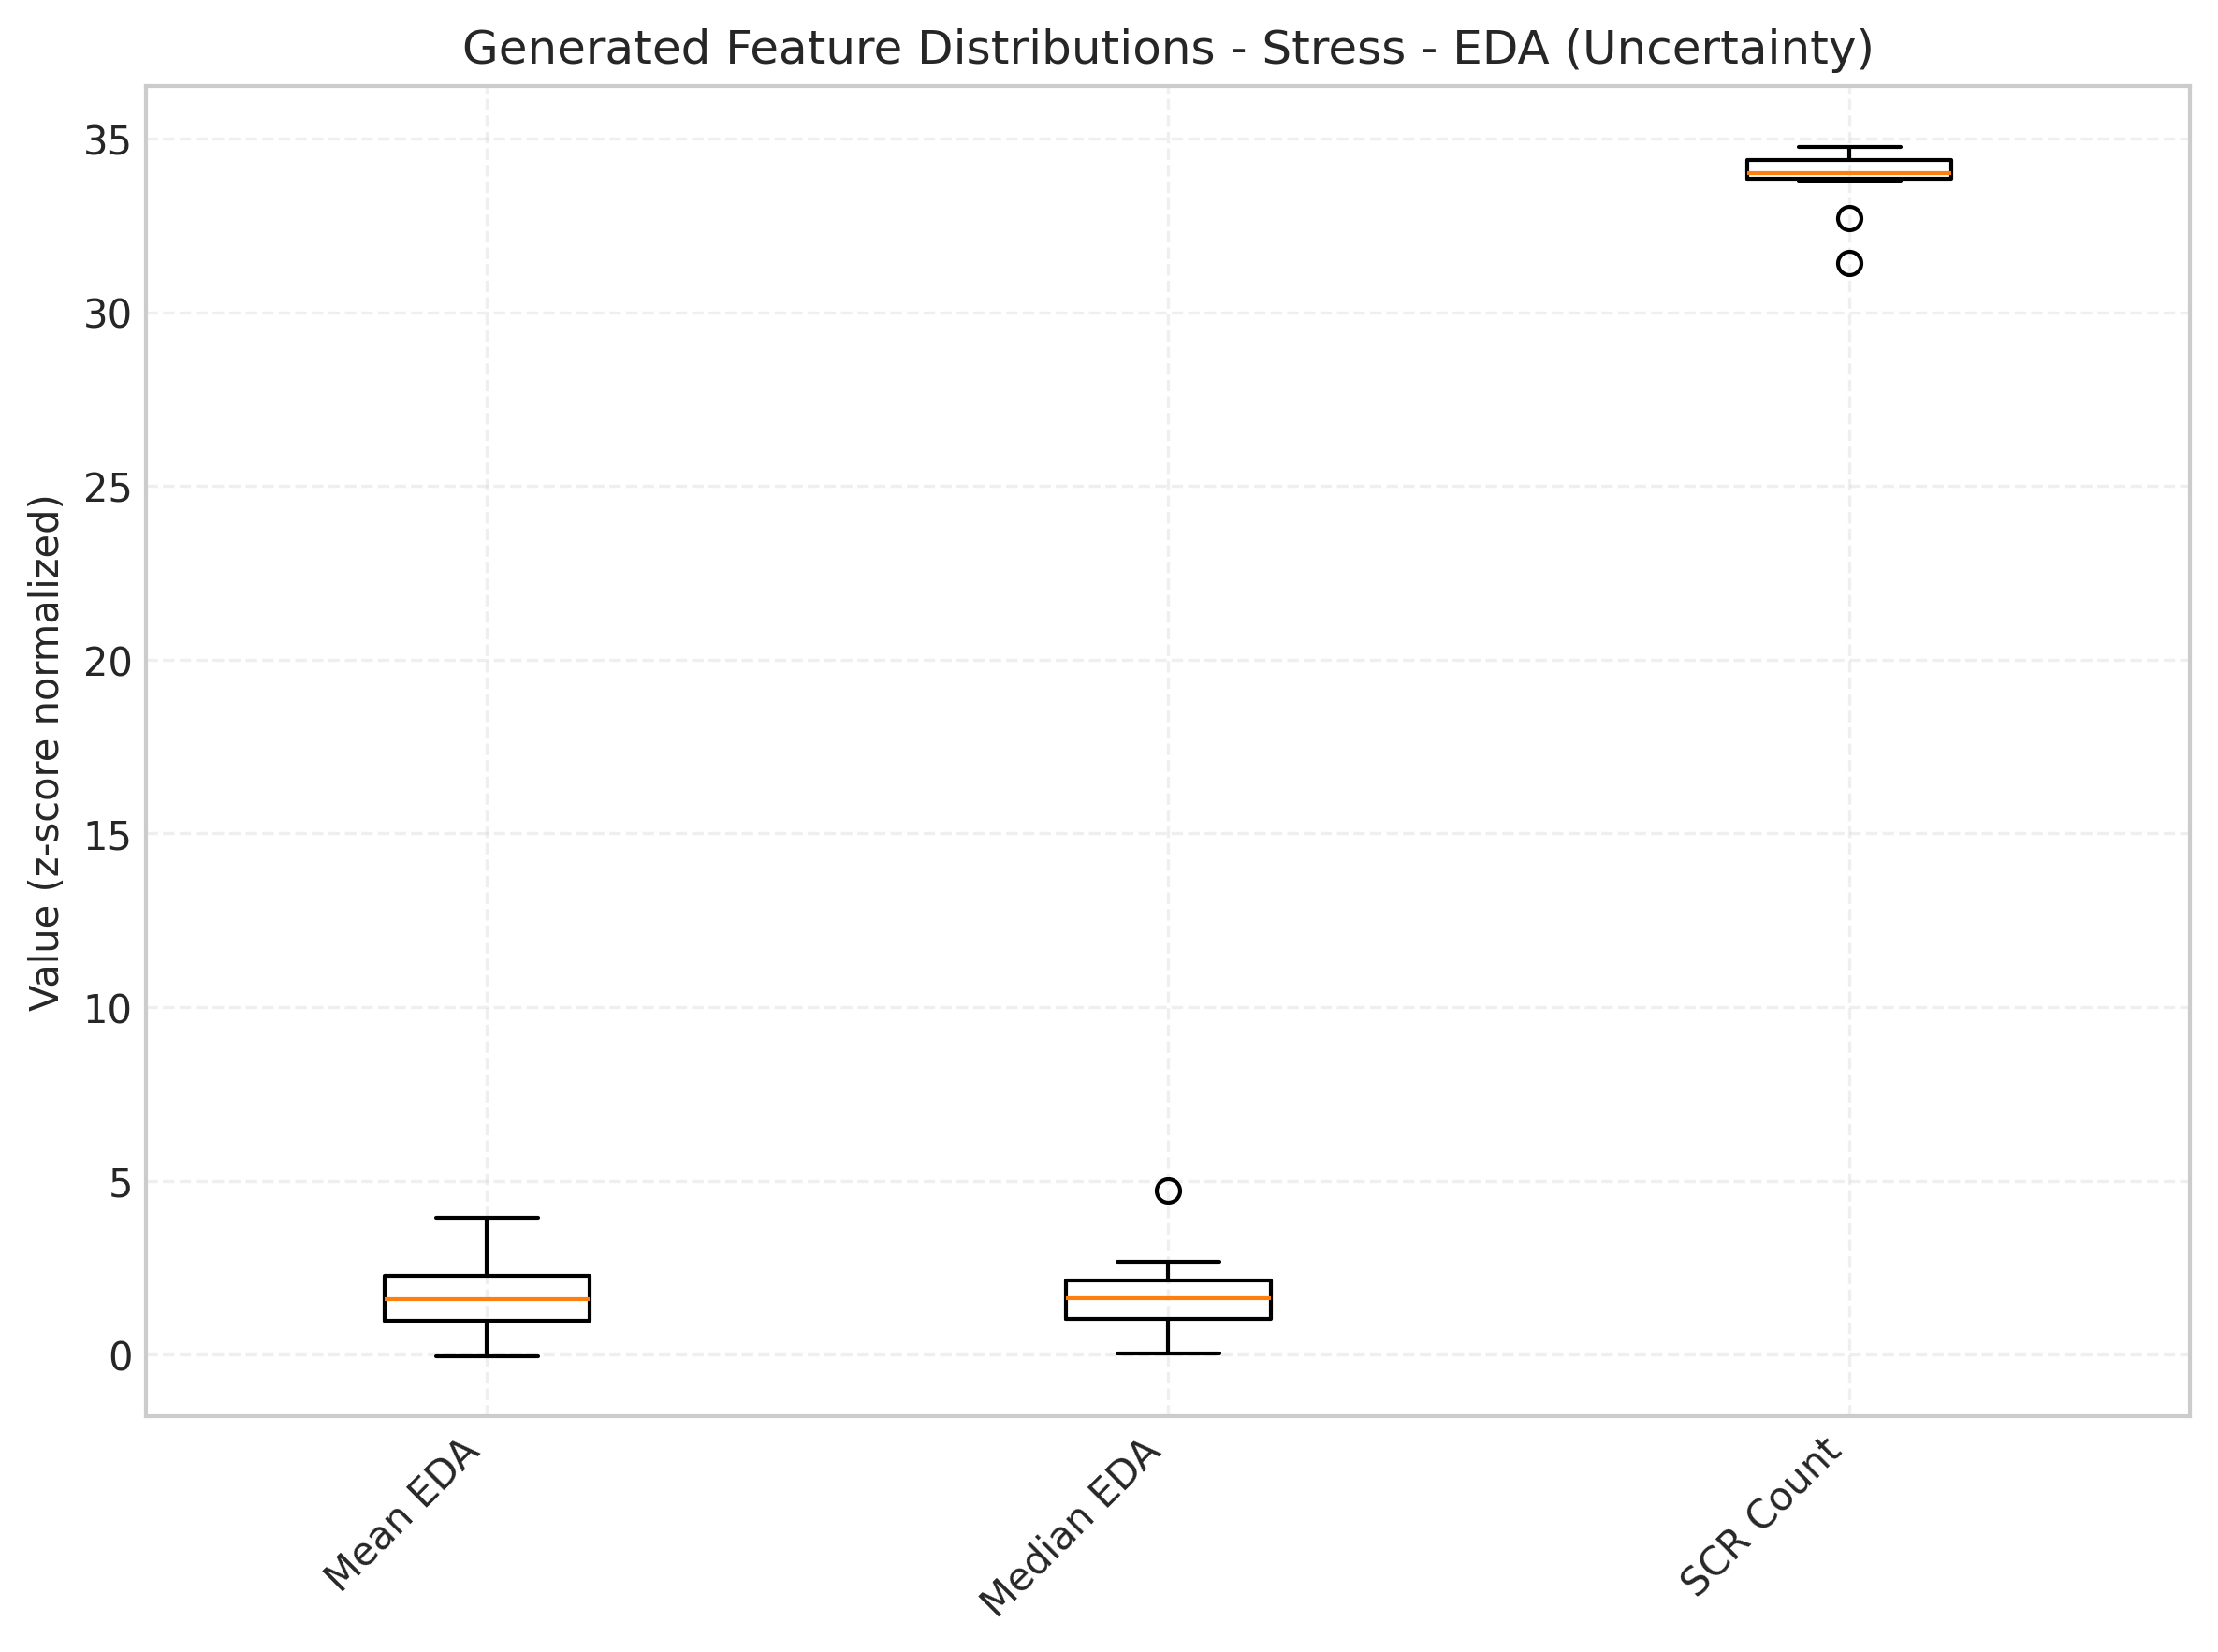 Generated Feature Distributions - Stress - EDA (Uncertainty)
Value (z-score normalized)
35
30
25
20
15
10
5
0
Mean EDA
Median EDA
SCR Count